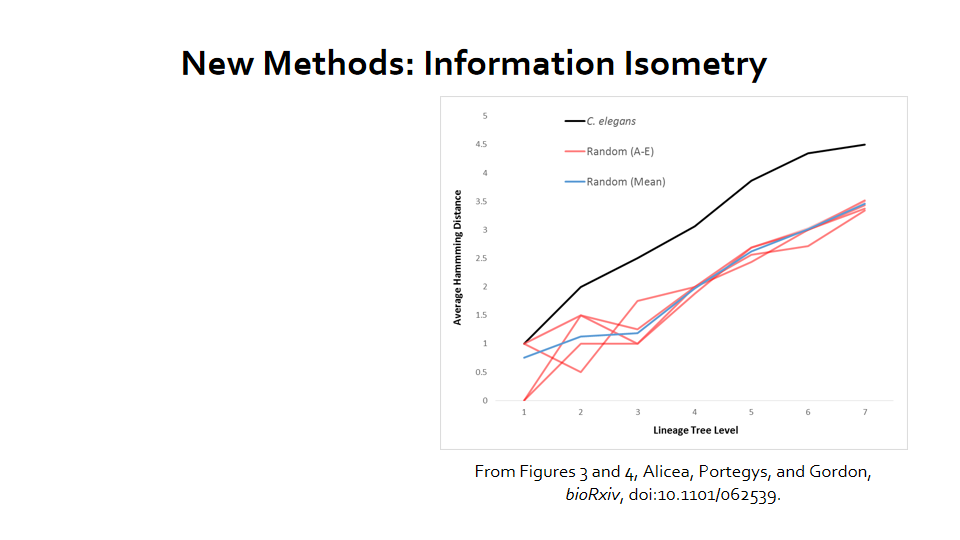 New Methods: Information Isometry
5
4.5
4
3.5
3
2.5
2
1.5
1
0.5
0
Average Hammming Distance
C. elegans
Random (A-E)
Random (Mean)
1 2 3 4 5 6 7
Lineage Tree Level
From Figures 3 and 4, Alicea, Portegys, and Gordon,
bioRxiv, doi:10.1101/062539.